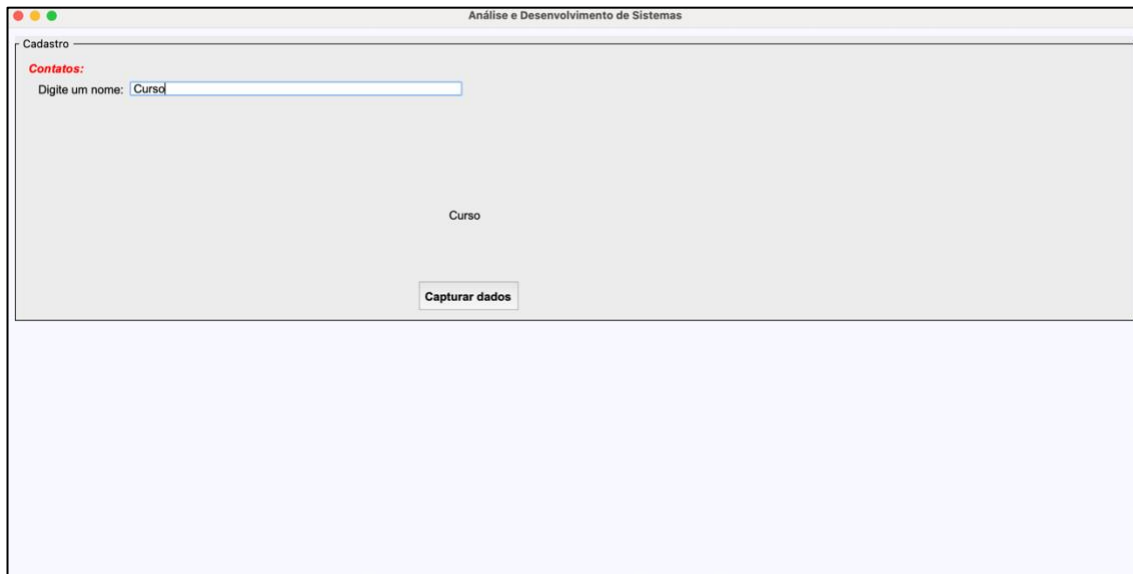 Análise e Desenvolvimento de Sistemas
Cadastro
Contatos:
Digite um nome: Curso
Curso
Capturar dados